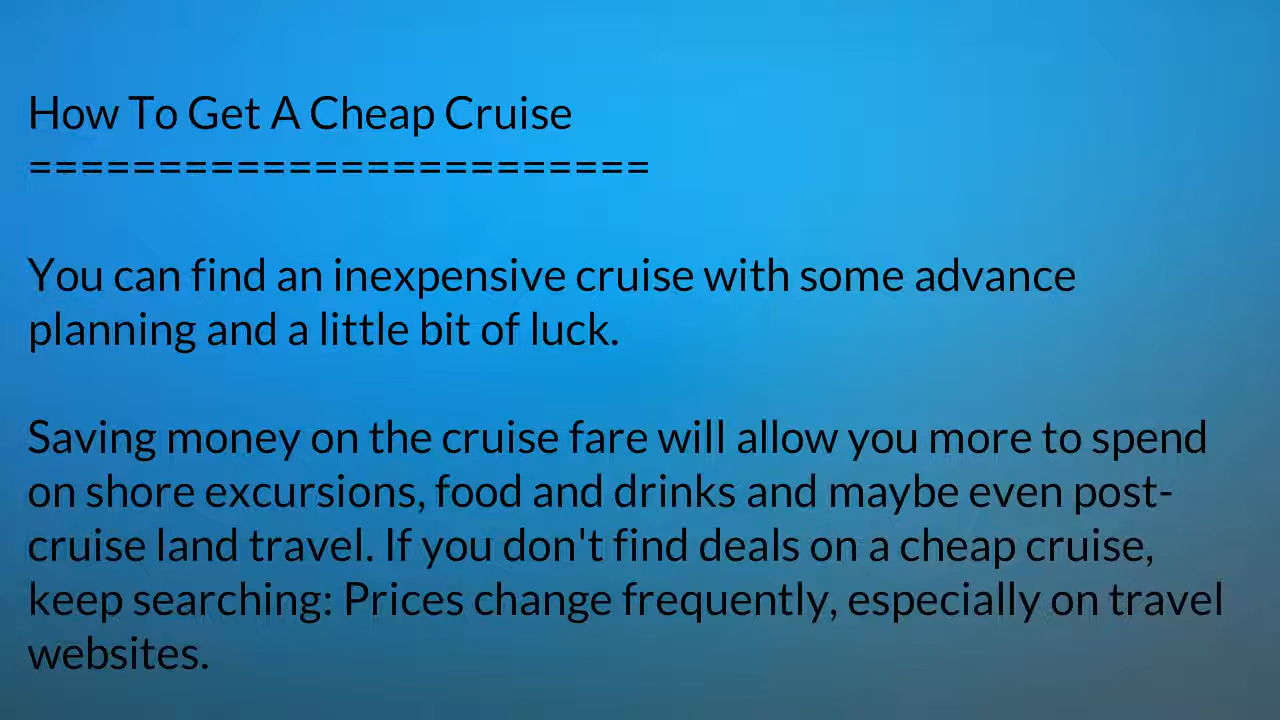 How To Get A Cheap Cruise
========================
You can find an inexpensive cruise with some advance
planning and a little bit of luck.
Saving money on the cruise fare will allow you more to spend
on shore excursions, food and drinks and maybe even post-
cruise land travel. If you don't find deals on a cheap cruise,
keep searching: Prices change frequently, especially on travel
websites.